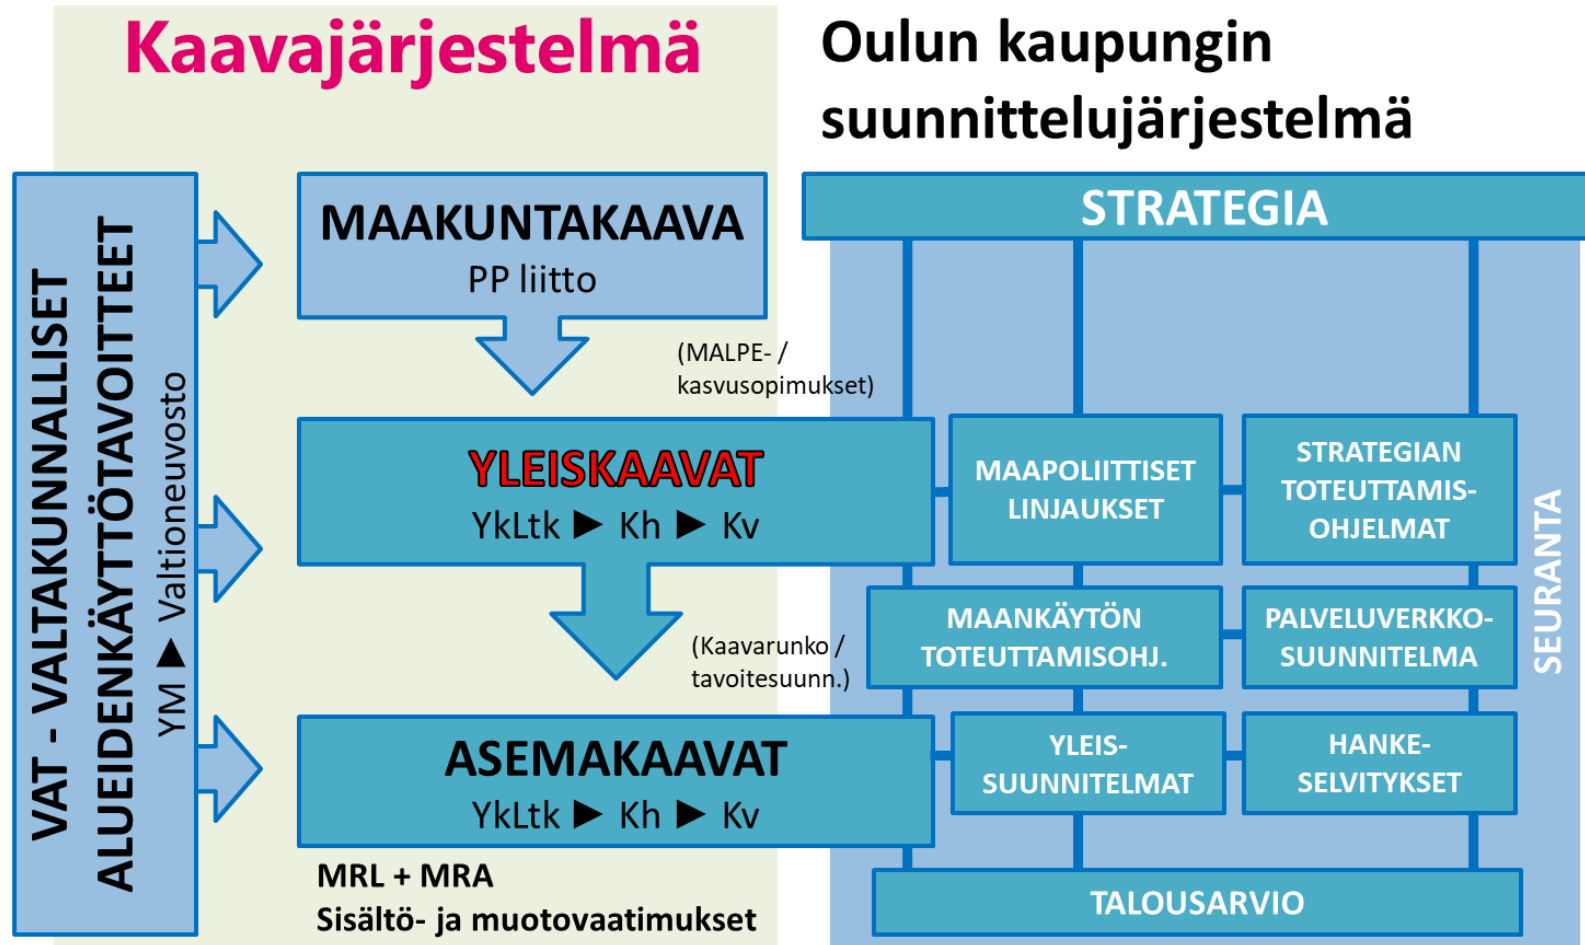 Kaavajärjestelmä
Oulun kaupungin
suunnittelujärjestelmä
VAT - VALTAKUNNALLISET
ALUEIDENKÄYTTÖTAVOITTEET
YM ► Valtioneuvosto
MAAKUNTAKAAVA
PP liitto
(MALPE- /
kasvusopimukset)
YLEISKAAVAT
YkLtk ► Kh ► Kv
(Kaavarunko /
tavoitesuunn.)
ASEMAKAAVAT
YkLtk ► Kh ► Kv
MRL + MRA
Sisältö- ja muotovaatimukset
STRATEGIA
MAAPOLIITTISET
LINJAUKSET
STRATEGIAN
TOTEUTTAMIS-
OHJELMAT
MAANKÄYTÖN
TOTEUTTAMISOHJ.
PALVELUVERKKO-
SUUNNITELMA
YLEIS-
SUUNNITELMAT
HANKE-
SELVITYKSET
TALOUSARVIO
SEURANTA